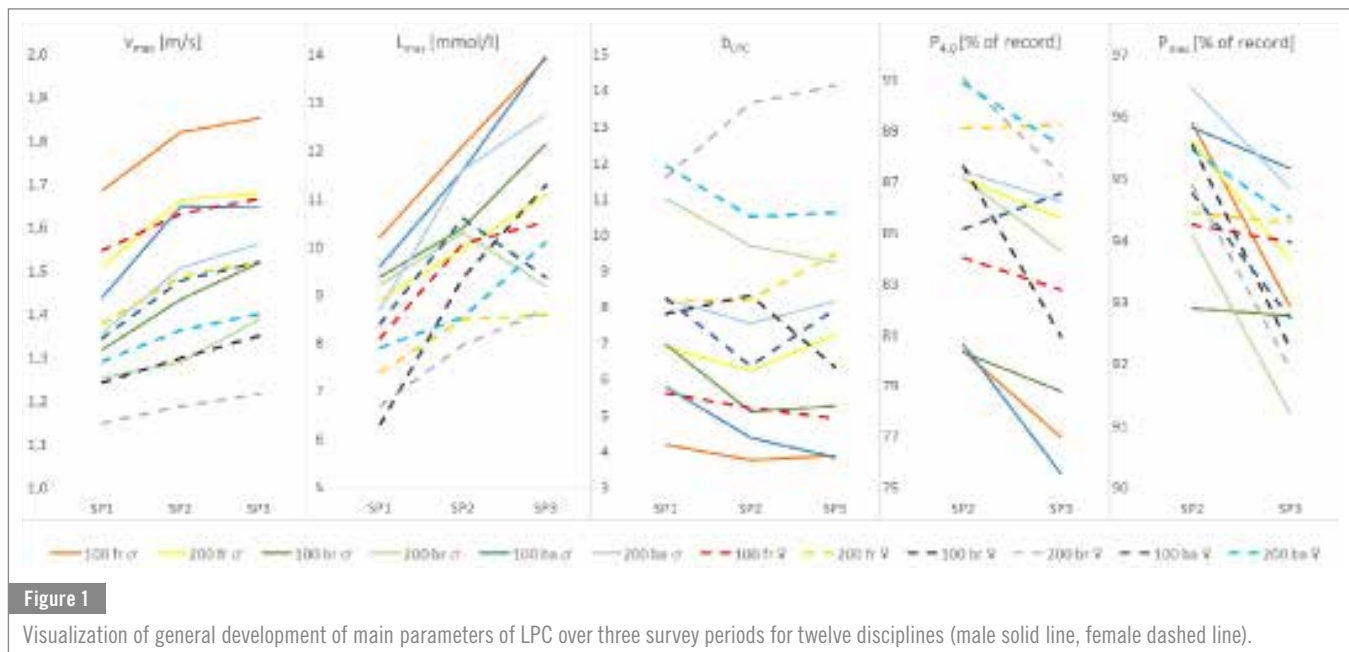 v max [m/s] L max [mmol/l] b LPC P 4,0 [% of record] P max [% of record]
2,0 14 15 97
1,9 13 14 91 96
1,8 12 13 89 95
1,7 11 12 87 94
1,6 10 11 85 93
1,5 9 10 83 92
1,4 8 9 81 91
1,3 7 8 79 90
1,2 6 7 77
1,1 5 6 75
1,0 5
4
3
SP1 SP2 SP3 SP1 SP2 SP3 SP1 SP2 SP3 SP2 SP3 SP2 SP3
100 fr ♂ 200 fr ♂ 100 br ♂ 200 br ♂ 100 ba ♂ 200 ba ♂ 100 fr ♀ 200 fr ♀ 100 br ♀ 200 br ♀ 100 ba ♀ 200 ba ♀
Figure 1
Visualization of general development of main parameters of LPC over three survey periods for twelve disciplines (male solid line, female dashed line).